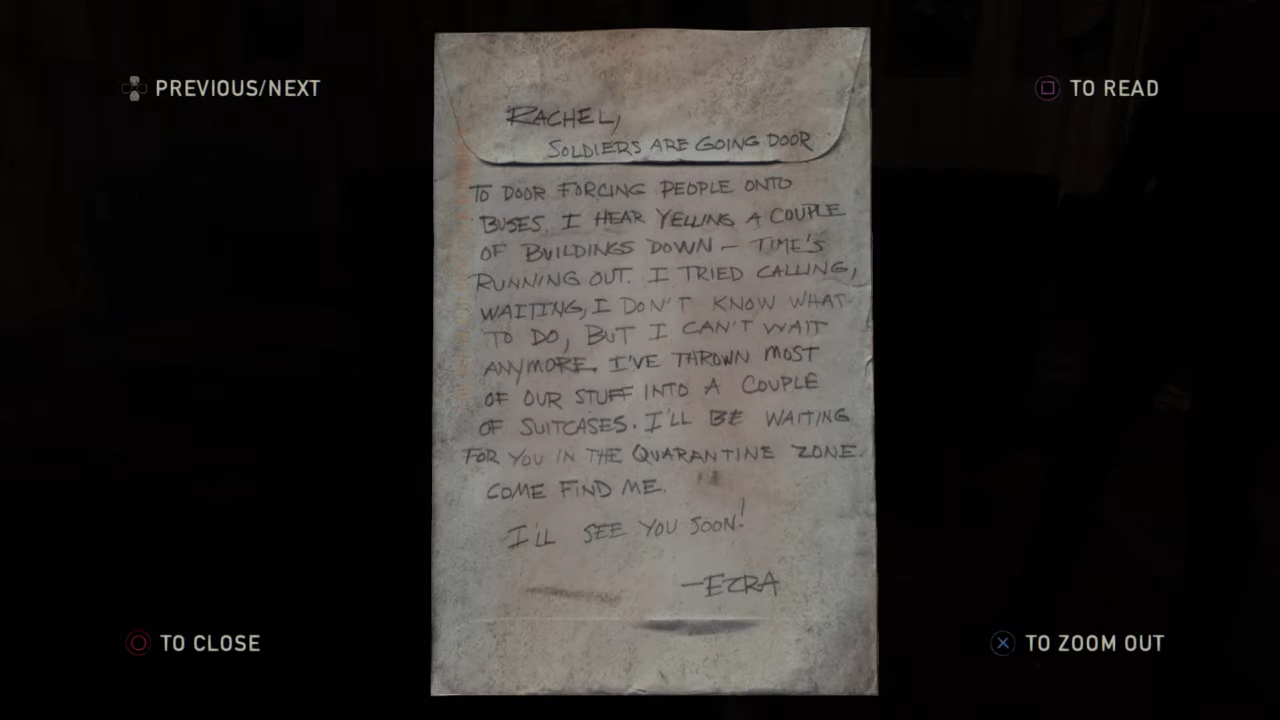 PREVIOUS/NEXT
TO READ
RACHEL,
SOLDIERS ARE GOING DOOR
TO DOOR FORCING PEOPLE ONTO
BUSES. I HEAR YELLING A COUPLE
OF BUILDINGS DOWN – TIME'S
RUNNING OUT. I TRIED CALLING,
WAITING, I DON'T KNOW WHAT
TO DO, BUT I CAN'T WAIT
ANYMORE. I'VE THROWN MOST
OF OUR STUFF INTO A COUPLE
OF SUITCASES. I'LL BE WAITING
FOR YOU IN THE QUARANTINE ZONE.
COME FIND ME.
I'LL SEE YOU SOON!
—EZRA
TO CLOSE
TO ZOOM OUT